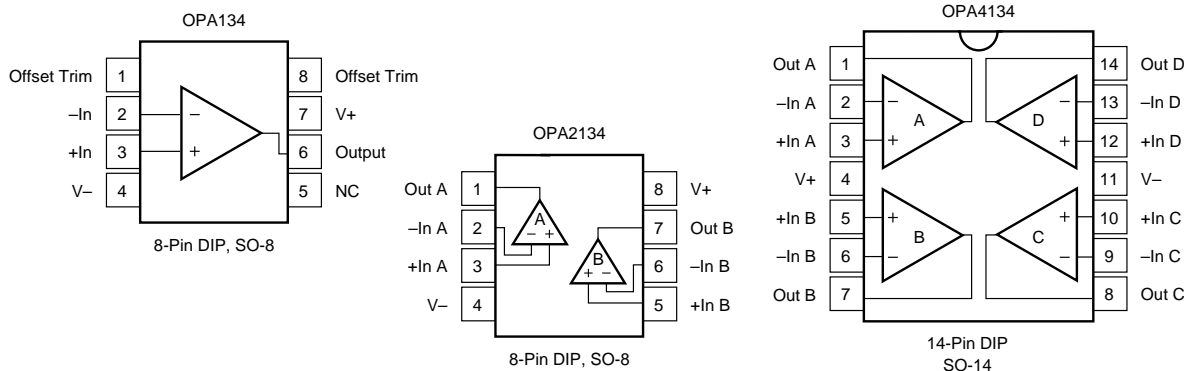 OPA134
Offset Trim 1 8 Offset Trim
–In 2 – 7 V+
+In 3 + 6 Output
V– 4 5 NC
8-Pin DIP, SO-8
OPA2134
Out A 1 A 8 V+
–In A 2 – + 7 Out B
+In A 3 B 6 –In B
V– 4 + – 5 +In B
8-Pin DIP, SO-8
OPA4134
Out A 1 14 Out D
–In A 2 – – 13 –In D
A D
+In A 3 + + 12 +In D
V+ 4 11 V–
+In B 5 + + 10 +In C
B C
–In B 6 – – 9 –In C
Out B 7 8 Out C
14-Pin DIP
SO-14